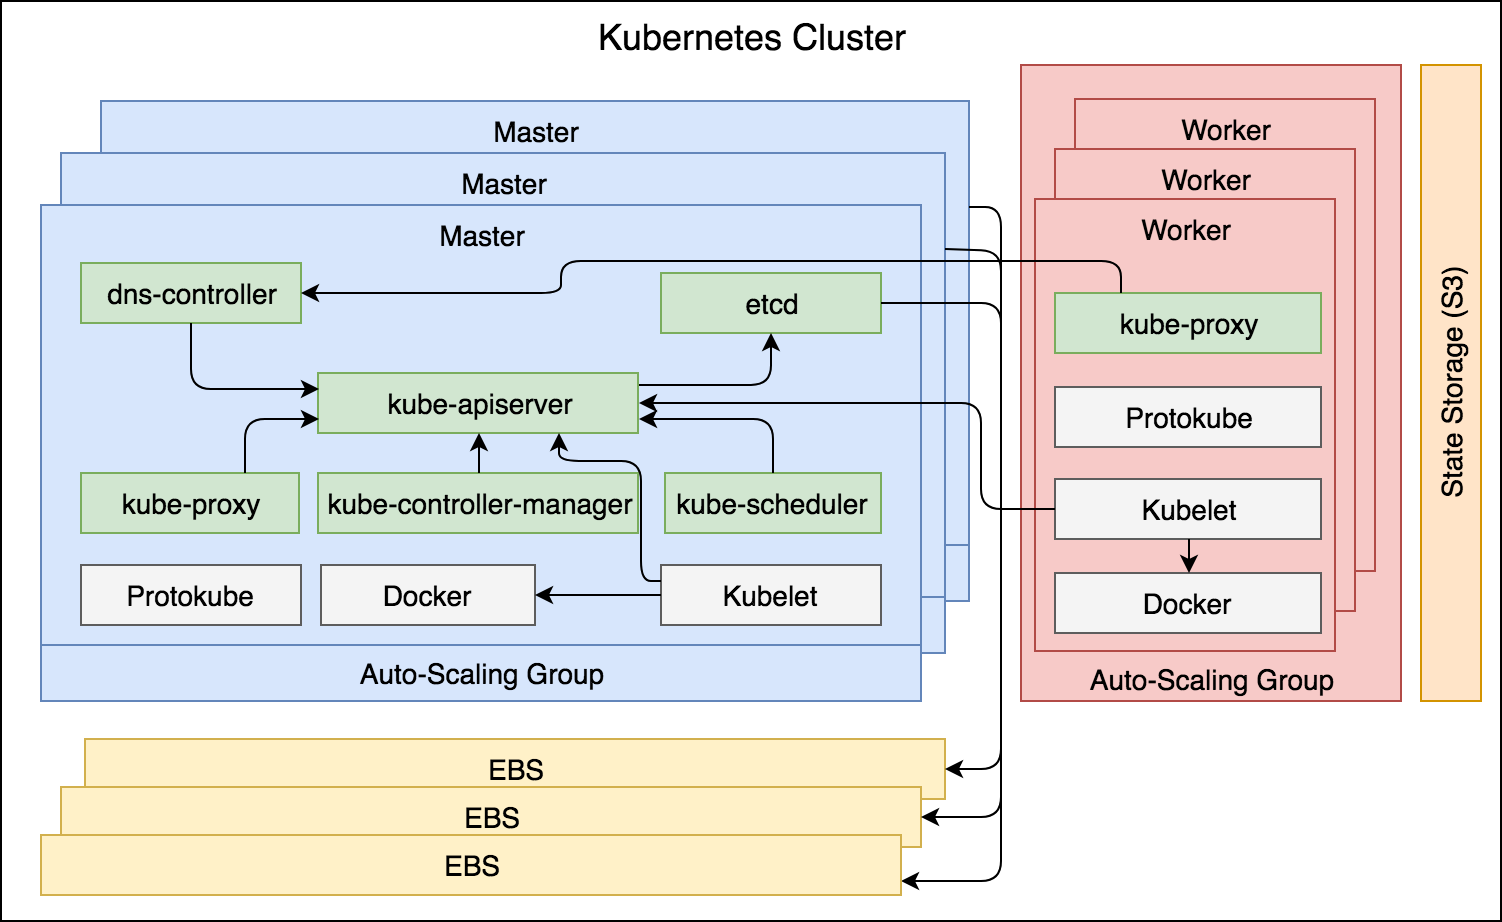 Kubernetes Cluster
Master
Master
Master
dns-controller
etcd
kube-apiserver
kube-proxy
kube-controller-manager
kube-scheduler
Protokube
Docker
Kubelet
Auto-Scaling Group
EBS
EBS
EBS
Worker
Worker
Worker
kube-proxy
Protokube
Kubelet
Docker
Auto-Scaling Group
State Storage (S3)